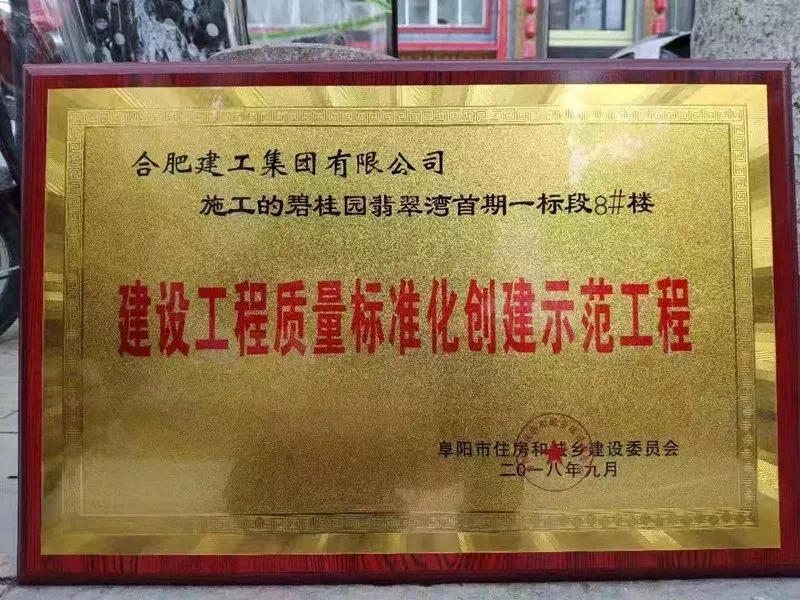 合肥建工集团有限公司
施工的碧桂园翡翠湾首期一标段8#楼
建设工程质量标准化创建示范工程
阜阳市住房和城乡建设委员会
二〇一八年九月